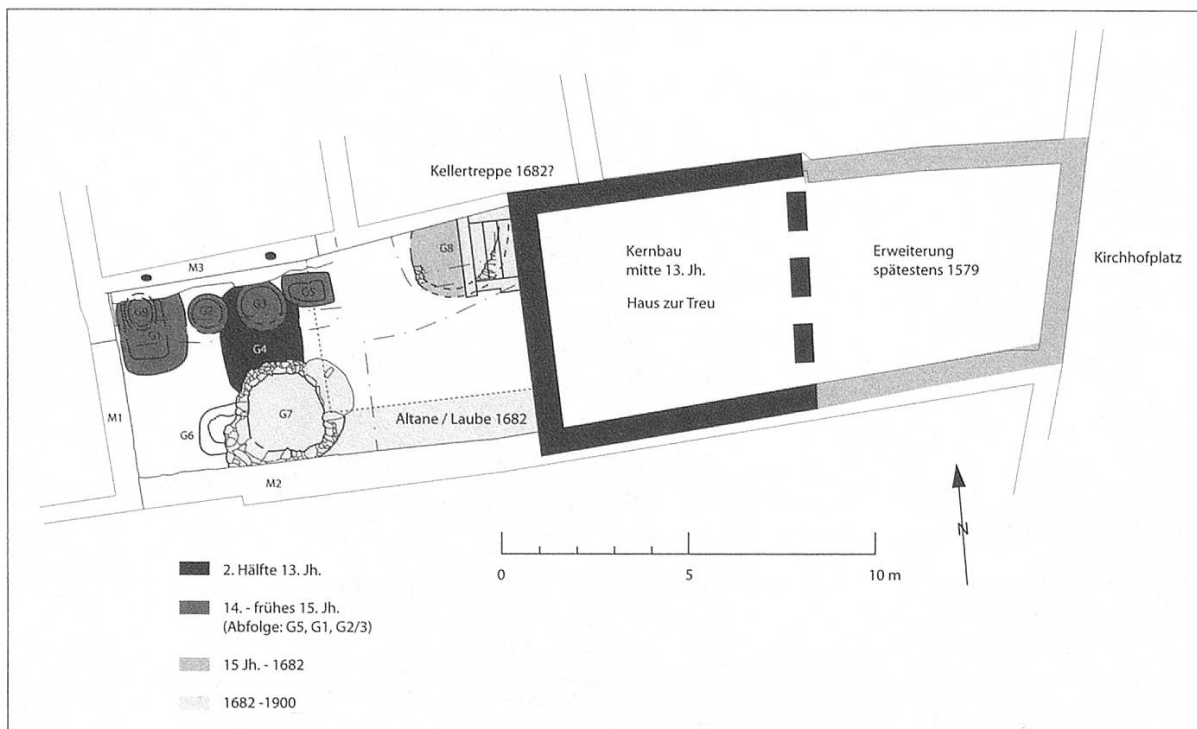 Kellertreppe 1682?
M3
G8
Kernbau
mitte 13. Jh.
Haus zur Treu
Erweiterung
spätestens 1579
Kirchhofplatz
G9
G1
G2
G3
G5
G4
M1
G6
G7
Altane / Laube 1682
M2
N
0
5
10 m
2. Hälfte 13. Jh.
14. - frühes 15. Jh.
(Abfolge: G5, G1, G2/3)
15 Jh. - 1682
1682 -1900